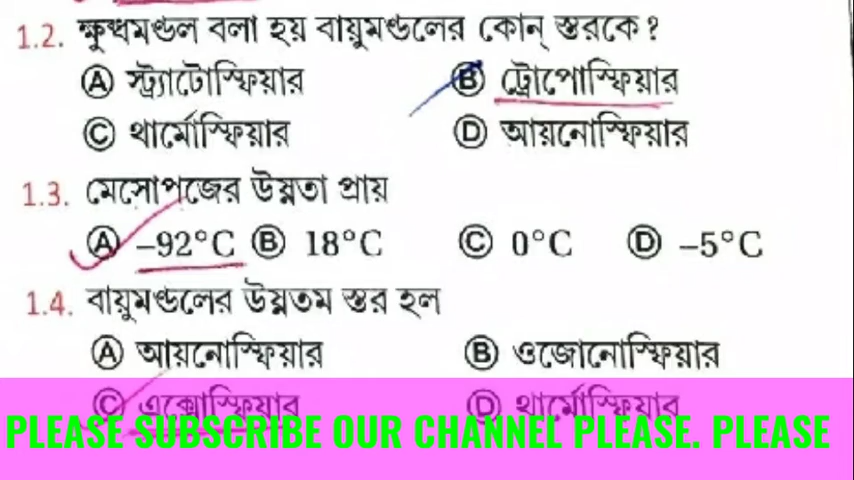 1.2. ক্ষুব্ধমণ্ডল বলা হয় বায়ুমণ্ডলের কোন্ স্তরকে?
Ⓐ স্ট্র্যাটোস্ফিয়ার Ⓑ ট্রোপোস্ফিয়ার
Ⓒ থার্মোস্ফিয়ার Ⓓ আয়নোস্ফিয়ার
1.3. মেসোপজের উষ্ণতা প্রায়
Ⓐ –92°C Ⓑ 18°C Ⓒ 0°C Ⓓ –5°C
1.4. বায়ুমণ্ডলের উষ্ণতম স্তর হল
Ⓐ আয়নোস্ফিয়ার Ⓑ ওজোনোস্ফিয়ার
Ⓒ এক্সোস্ফিয়ার Ⓓ থার্মোস্ফিয়ার
PLEASE SUBSCRIBE OUR CHANNEL PLEASE. PLEASE